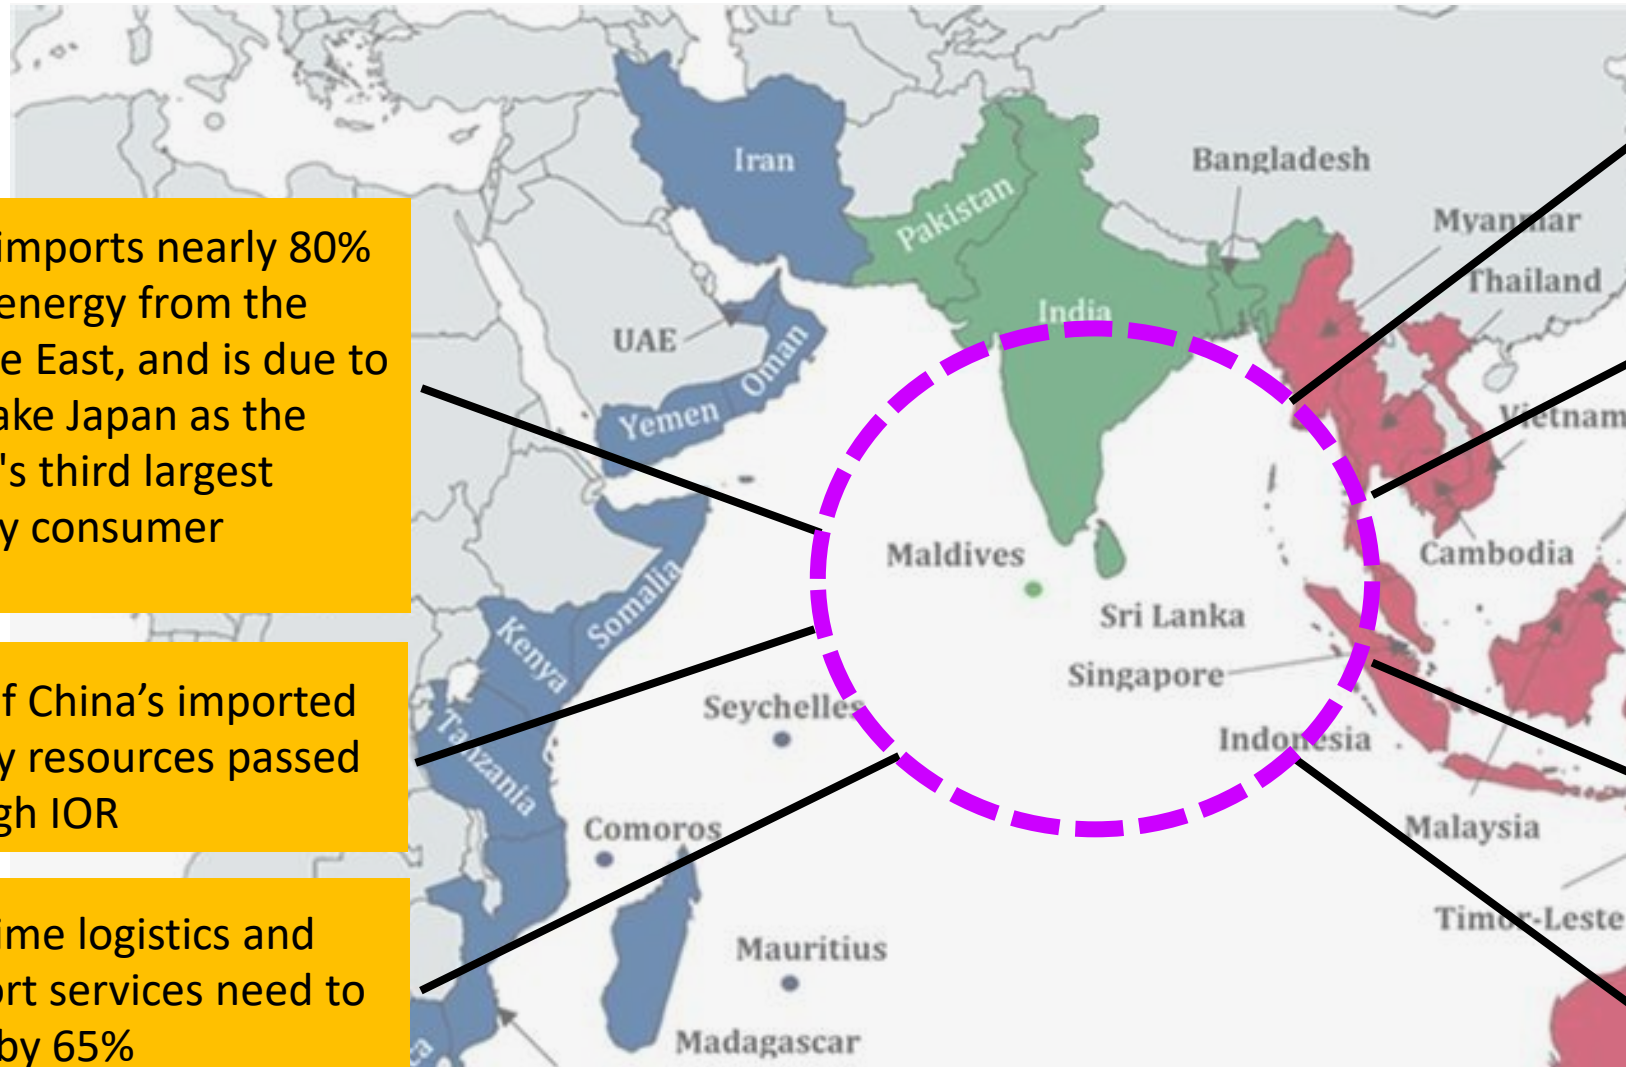 imports nearly 80%
energy from the
e East, and is due to
ake Japan as the
's third largest
y consumer
f China’s imported
y resources passed
gh IOR
ime logistics and
ort services need to
by 65%
Iran
Pakistan
Bangladesh
Myanmar
Thailand
India
UAE
Oman
Yemen
Vietnam
Maldives
Cambodia
Sri Lanka
Somalia
Kenya
Singapore
Seychelles
Indonesia
Tanzania
Comoros
Malaysia
Timor-Leste
Mauritius
Madagascar